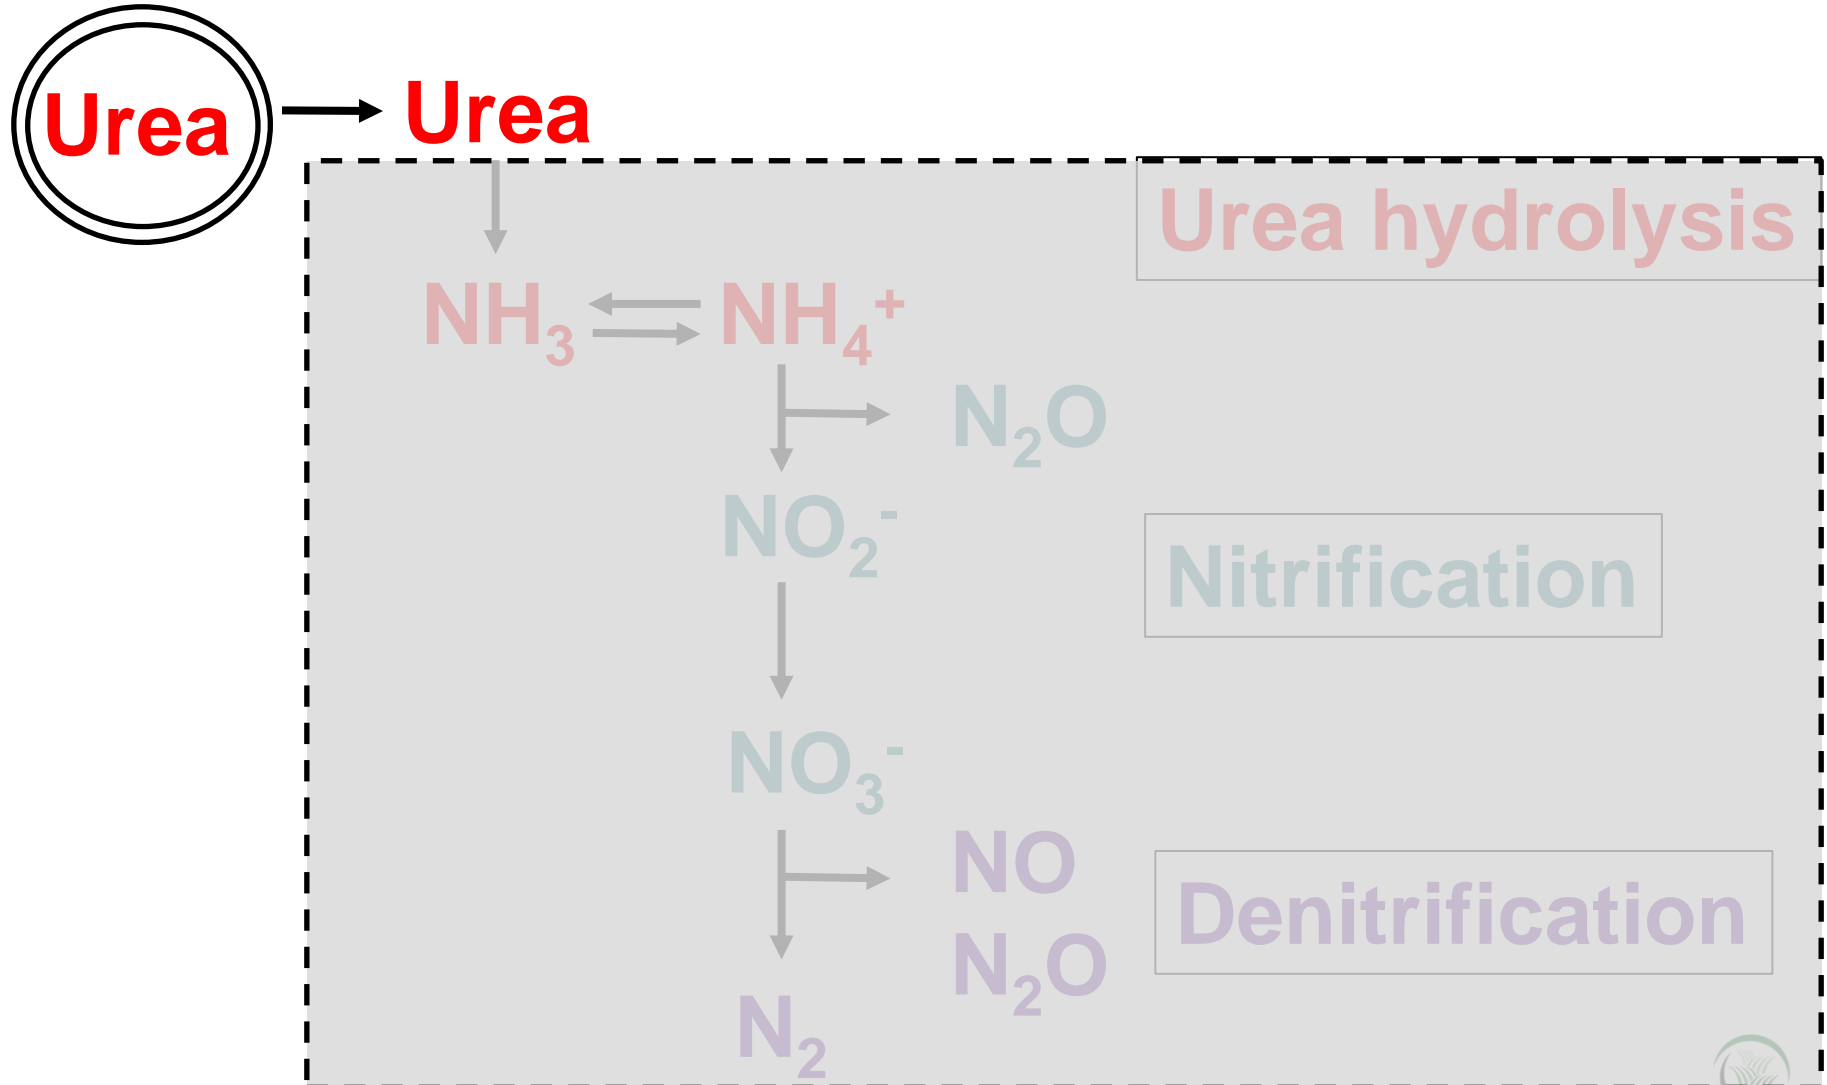 Urea
Urea
Urea hydrolysis
NH₃
NH₄⁺
N₂O
NO₂⁻
Nitrification
NO₃⁻
NO
Denitrification
N₂O
N₂